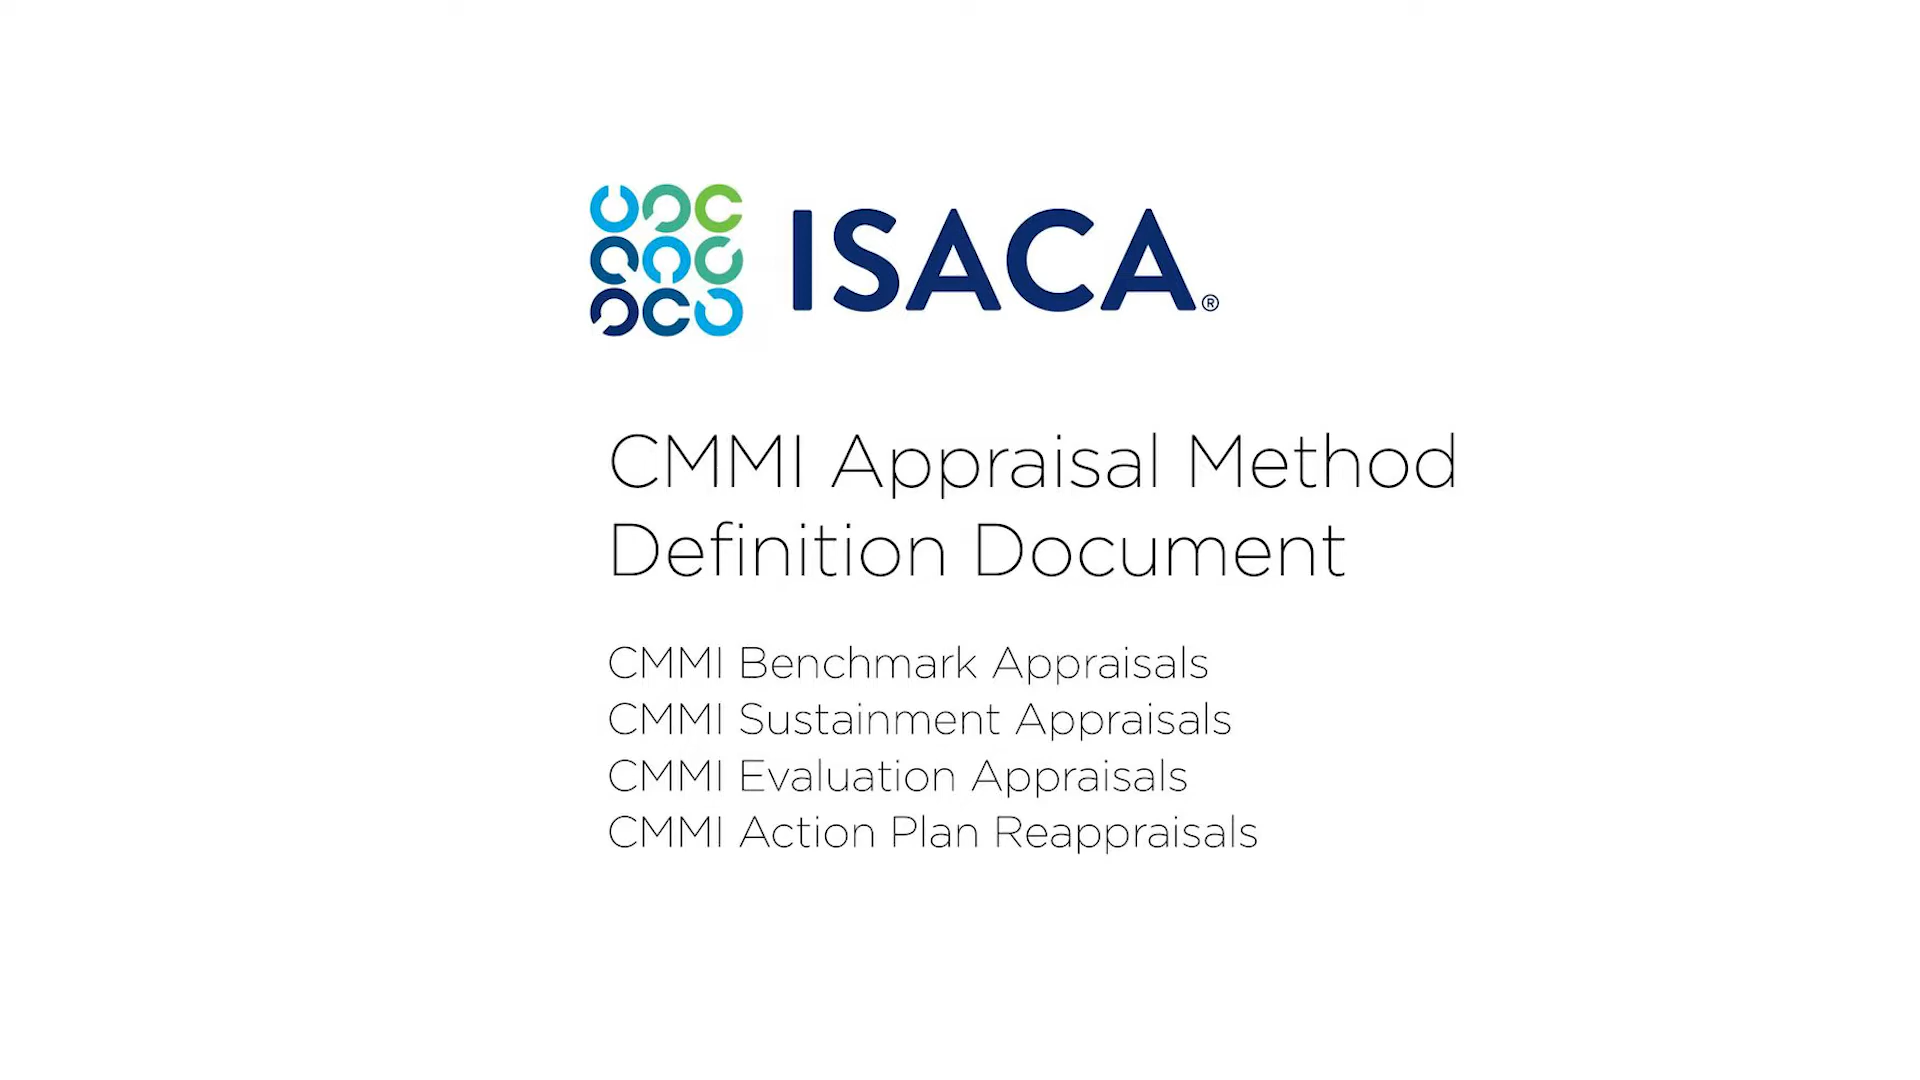 ISACA®
CMMI Appraisal Method
Definition Document
CMMI Benchmark Appraisals
CMMI Sustainment Appraisals
CMMI Evaluation Appraisals
CMMI Action Plan Reappraisals